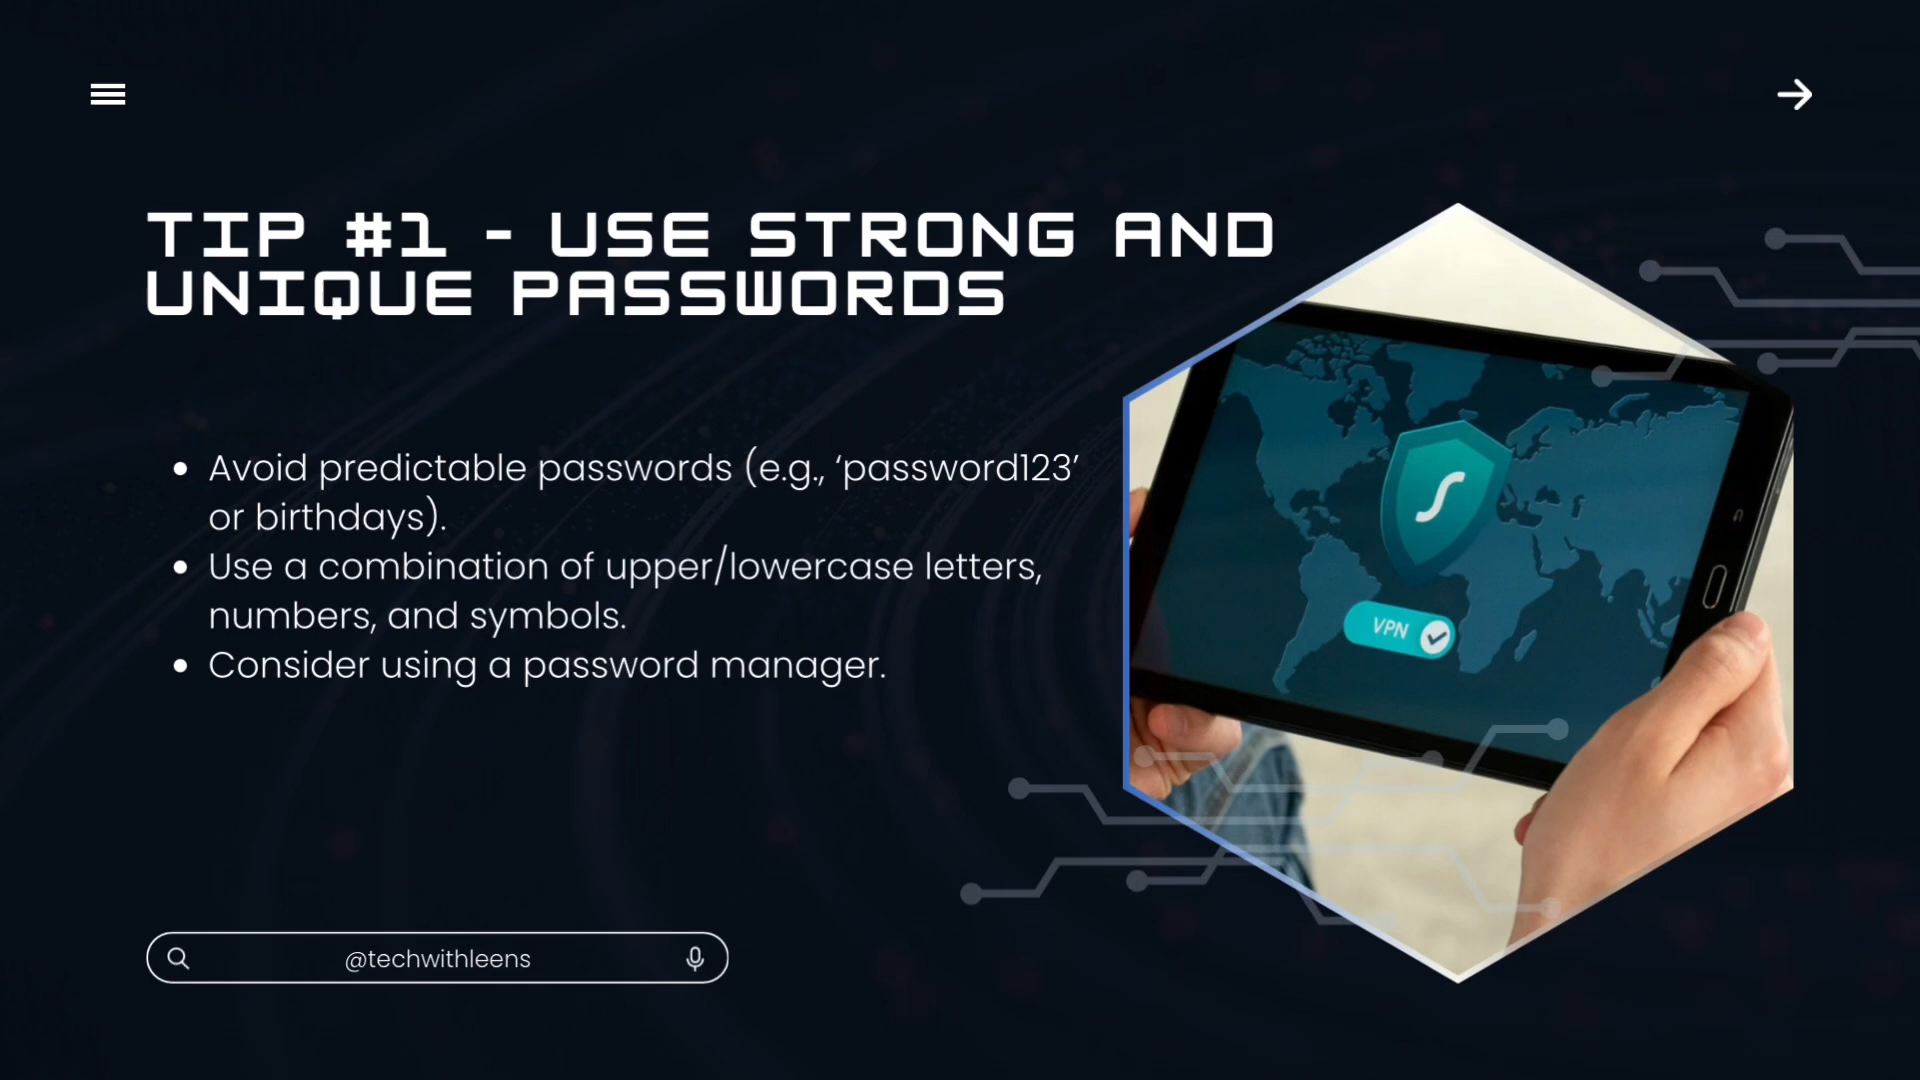 TIP #1 - USE STRONG AND
UNIQUE PASSWORDS
• Avoid predictable passwords (e.g., ‘password123’
or birthdays).
• Use a combination of upper/lowercase letters,
numbers, and symbols.
• Consider using a password manager.
VPN
@techwithleens